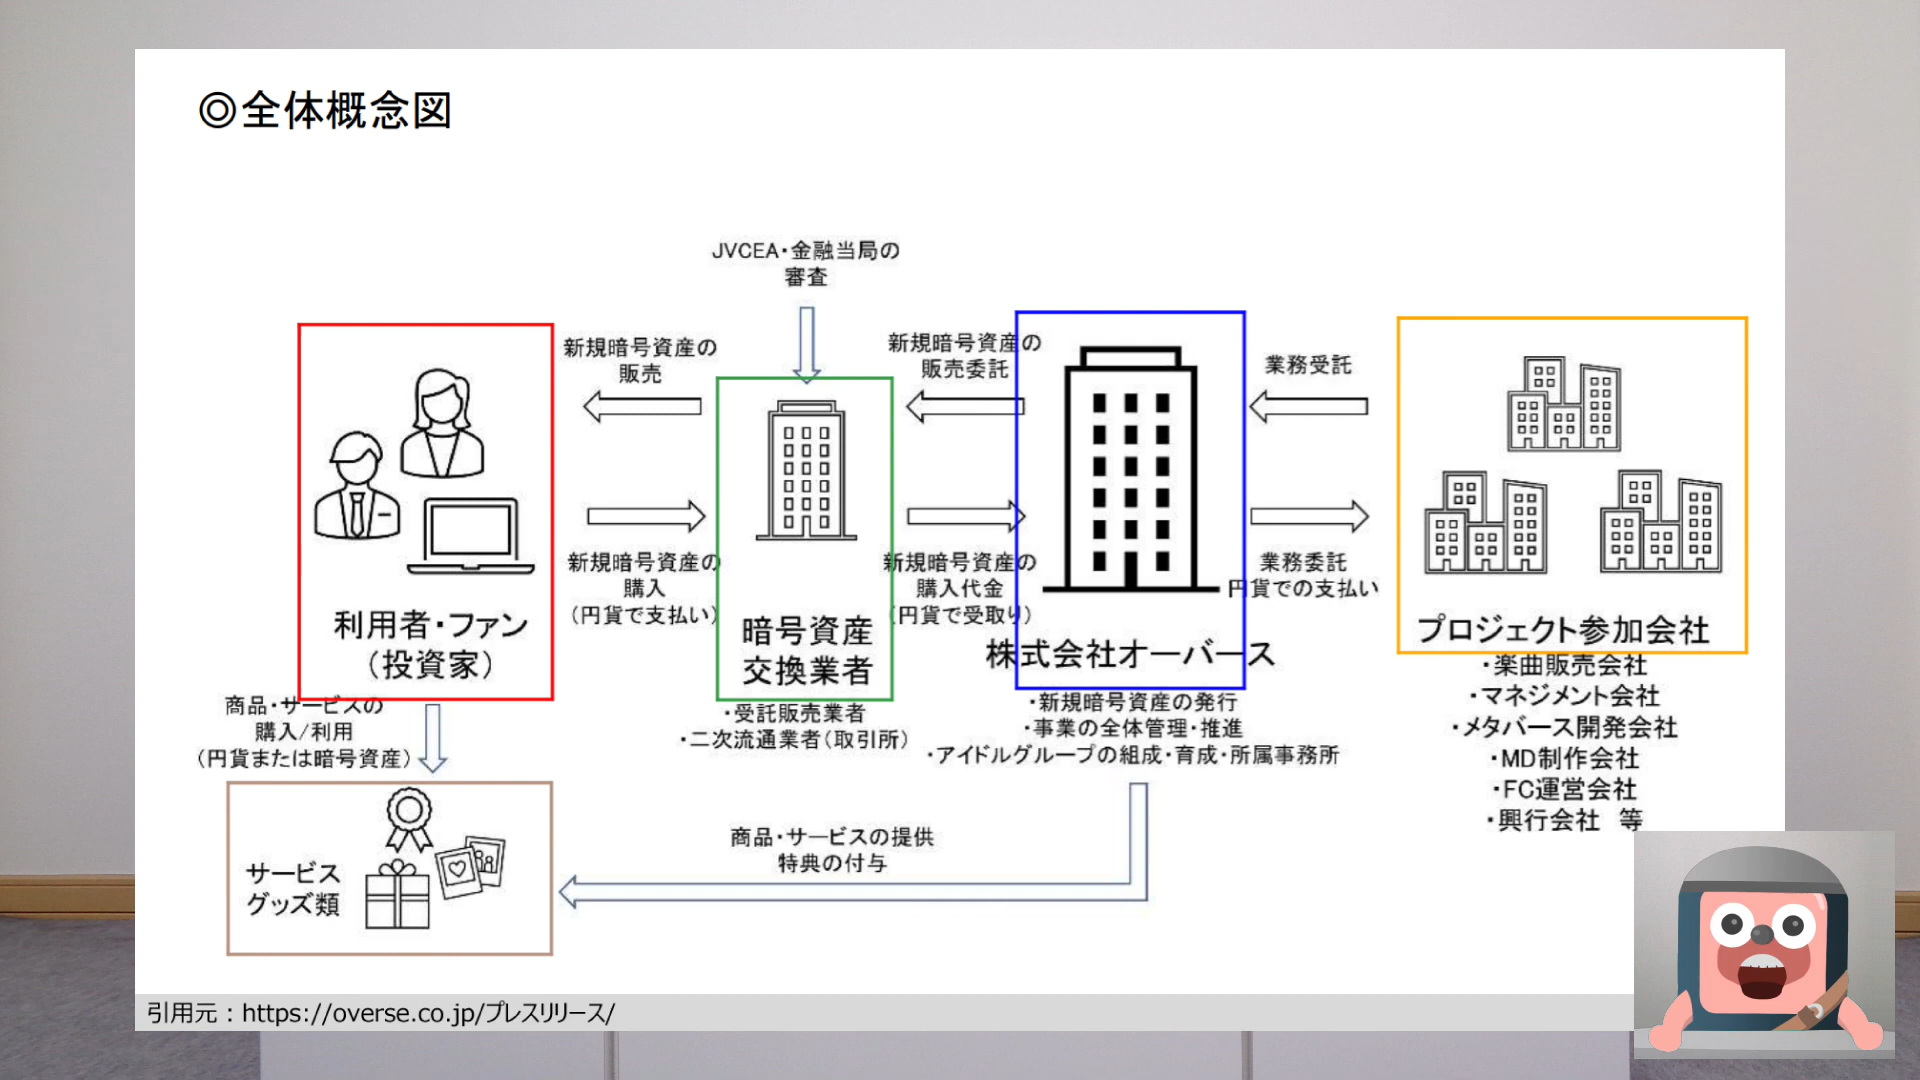 ◎全体概念図
JVCEA・金融当局の
審査
新規暗号資産の
販売
新規暗号資産の
販売委託
業務受託
新規暗号資産の
購入
(円貨で支払い)
新規暗号資産の
購入代金
(円貨で受取り)
業務委託
円貨での支払い
利用者・ファン
(投資家)
暗号資産
交換業者
株式会社オーバース
プロジェクト参加会社
・受託販売業者
・二次流通業者(取引所)
・新規暗号資産の発行
・事業の全体管理・推進
・アイドルグループの組成・育成・所属事務所
・楽曲販売会社
・マネジメント会社
・メタバース開発会社
・MD制作会社
・FC運営会社
・興行会社 等
商品・サービスの
購入/利用
(円貨または暗号資産)
商品・サービスの提供
特典の付与
サービス
グッズ類
引用元：https://overse.co.jp/プレスリリース/